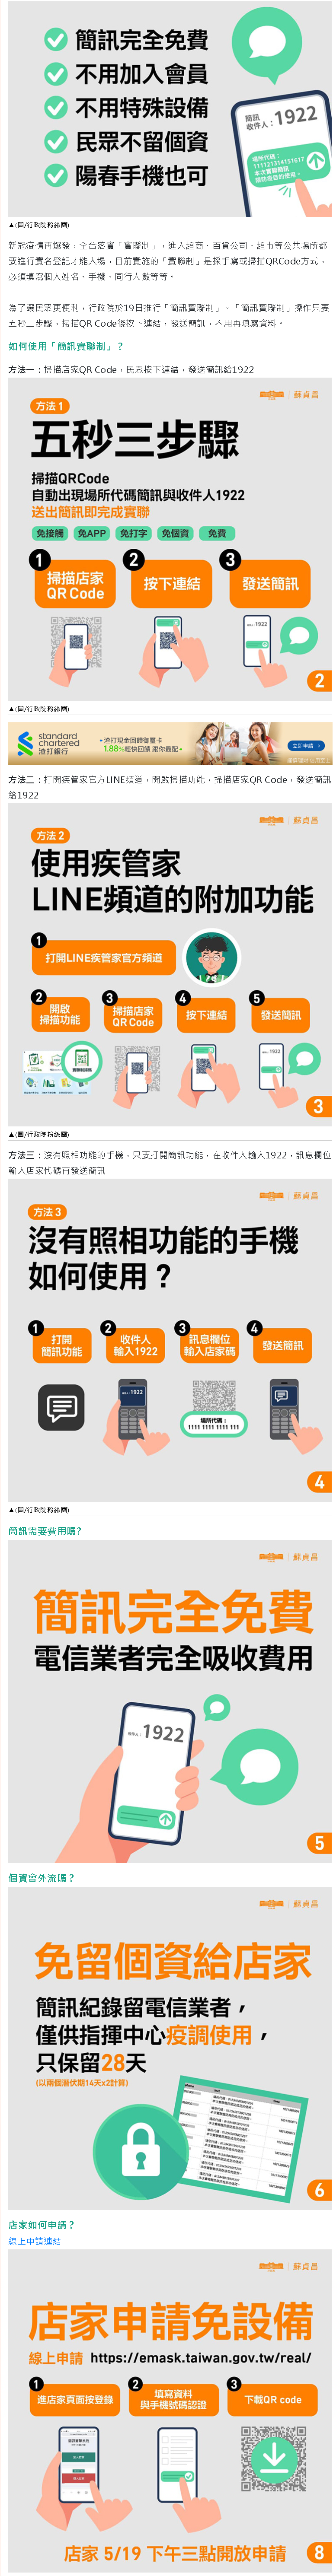 簡訊完全免費
不用加入會員
不用特殊設備
民眾不留個資
陽春手機也可
簡訊
收件人：1922
場所代碼：
111121314151617
本次實聯簡訊
限防疫目的使用。
▲(圖/行政院粉絲團)
新冠疫情再爆發，全台落實「實聯制」，進入超商、百貨公司、超市等公共場所都
要進行實名登記才能入場，目前實施的「實聯制」是採手寫或掃描QRCode方式，
必須填寫個人姓名、手機、同行人數等等。
為了讓民眾更便利，行政院於19日推行「簡訊實聯制」。「簡訊實聯制」操作只要
五秒三步驟，掃描QR Code後按下連結，發送簡訊，不用再填寫資料。
如何使用「簡訊實聯制」？
方法一：掃描店家QR Code，民眾按下連結，發送簡訊給1922
蘇貞昌
方法 1
五秒三步驟
掃描QRCode
自動出現場所代碼簡訊與收件人1922
送出簡訊即完成實聯
免接觸 免APP 免打字 免個資 免費
1 2 3
掃描店家
QR Code
按下連結
發送簡訊
1922
2
▲(圖/行政院粉絲團)
standard
chartered
渣打銀行
渣打現金回饋御璽卡
1.88%輕快回饋 跟你最配
立即申請
方法二：打開疾管家官方LINE頻道，開啟掃描功能，掃描店家QR Code，發送簡訊
給1922
蘇貞昌
方法 2
使用疾管家
LINE頻道的附加功能
1
打開LINE疾管家官方頻道
2 3 4 5
開啟
掃描功能
掃描店家
QR Code
按下連結
發送簡訊
1922
3
▲(圖/行政院粉絲團)
方法三：沒有照相功能的手機，只要打開簡訊功能，在收件人輸入1922，訊息欄位
輸入店家代碼再發送簡訊
蘇貞昌
方法 3
沒有照相功能的手機
如何使用？
1 2 3 4
打開
簡訊功能
收件人
輸入1922
訊息欄位
輸入店家碼
發送簡訊
1922
場所代碼：
1111 1111 1111 111
4
▲(圖/行政院粉絲團)
簡訊需要費用嗎?
蘇貞昌
簡訊完全免費
電信業者完全吸收費用
收件人：1922
5
個資會外流嗎？
蘇貞昌
免留個資給店家
簡訊紀錄留電信業者，
僅供指揮中心疫調使用，
只保留28天
(以兩個潛伏期14天x2計算)
6
店家如何申請？
線上申請連結
蘇貞昌
店家申請免設備
線上申請 https://emask.taiwan.gov.tw/real/
1 2 3
進店家頁面按登錄
填寫資料
與手機號碼認證
下載QR code
店家 5/19 下午三點開放申請
8